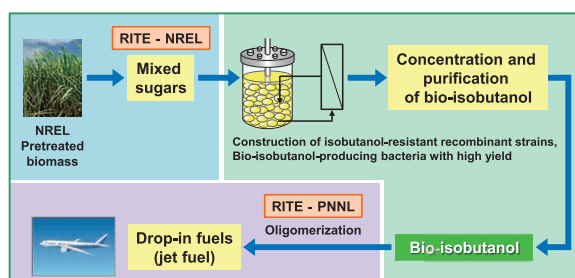 RITE - NREL
Mixed
sugars
NREL
Pretreated
biomass
Concentration and
purification
of bio-isobutanol
Construction of isobutanol-resistant recombinant strains,
Bio-isobutanol-producing bacteria with high yield
RITE - PNNL
Oligomerization
Drop-in fuels
(jet fuel)
Bio-isobutanol